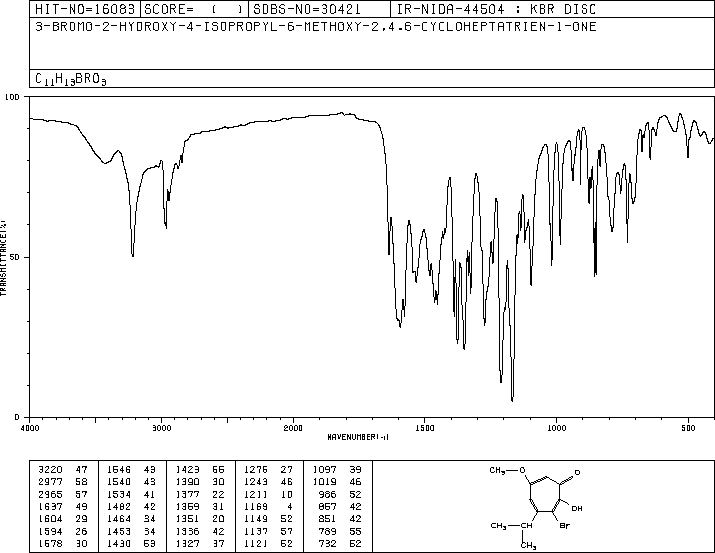 HIT-NO=16083 SCORE= ( ) SDBS-NO=30421 IR-NIDA-44504 : KBR DISC
3-BROMO-2-HYDROXY-4-ISOPROPYL-6-METHOXY-2,4,6-CYCLOHEPTATRIEN-1-ONE
C11H13BRO3
100
50
0
TRANSMITTANCE(%)
4000 3000 2000 1500 1000 500
WAVENUMBER(-1)
3220 47 1546 43 1423 66 1276 27 1097 39
2977 58 1540 43 1390 30 1243 46 1019 46
2965 57 1534 41 1377 22 1211 10 986 52
1637 49 1482 42 1359 31 1169 4 857 42
1604 29 1464 34 1351 20 1149 52 851 42
1594 26 1453 34 1336 42 1137 57 789 55
1578 30 1430 53 1327 37 1121 52 732 52
CH3 O O
OH
CH3 Br
CH3